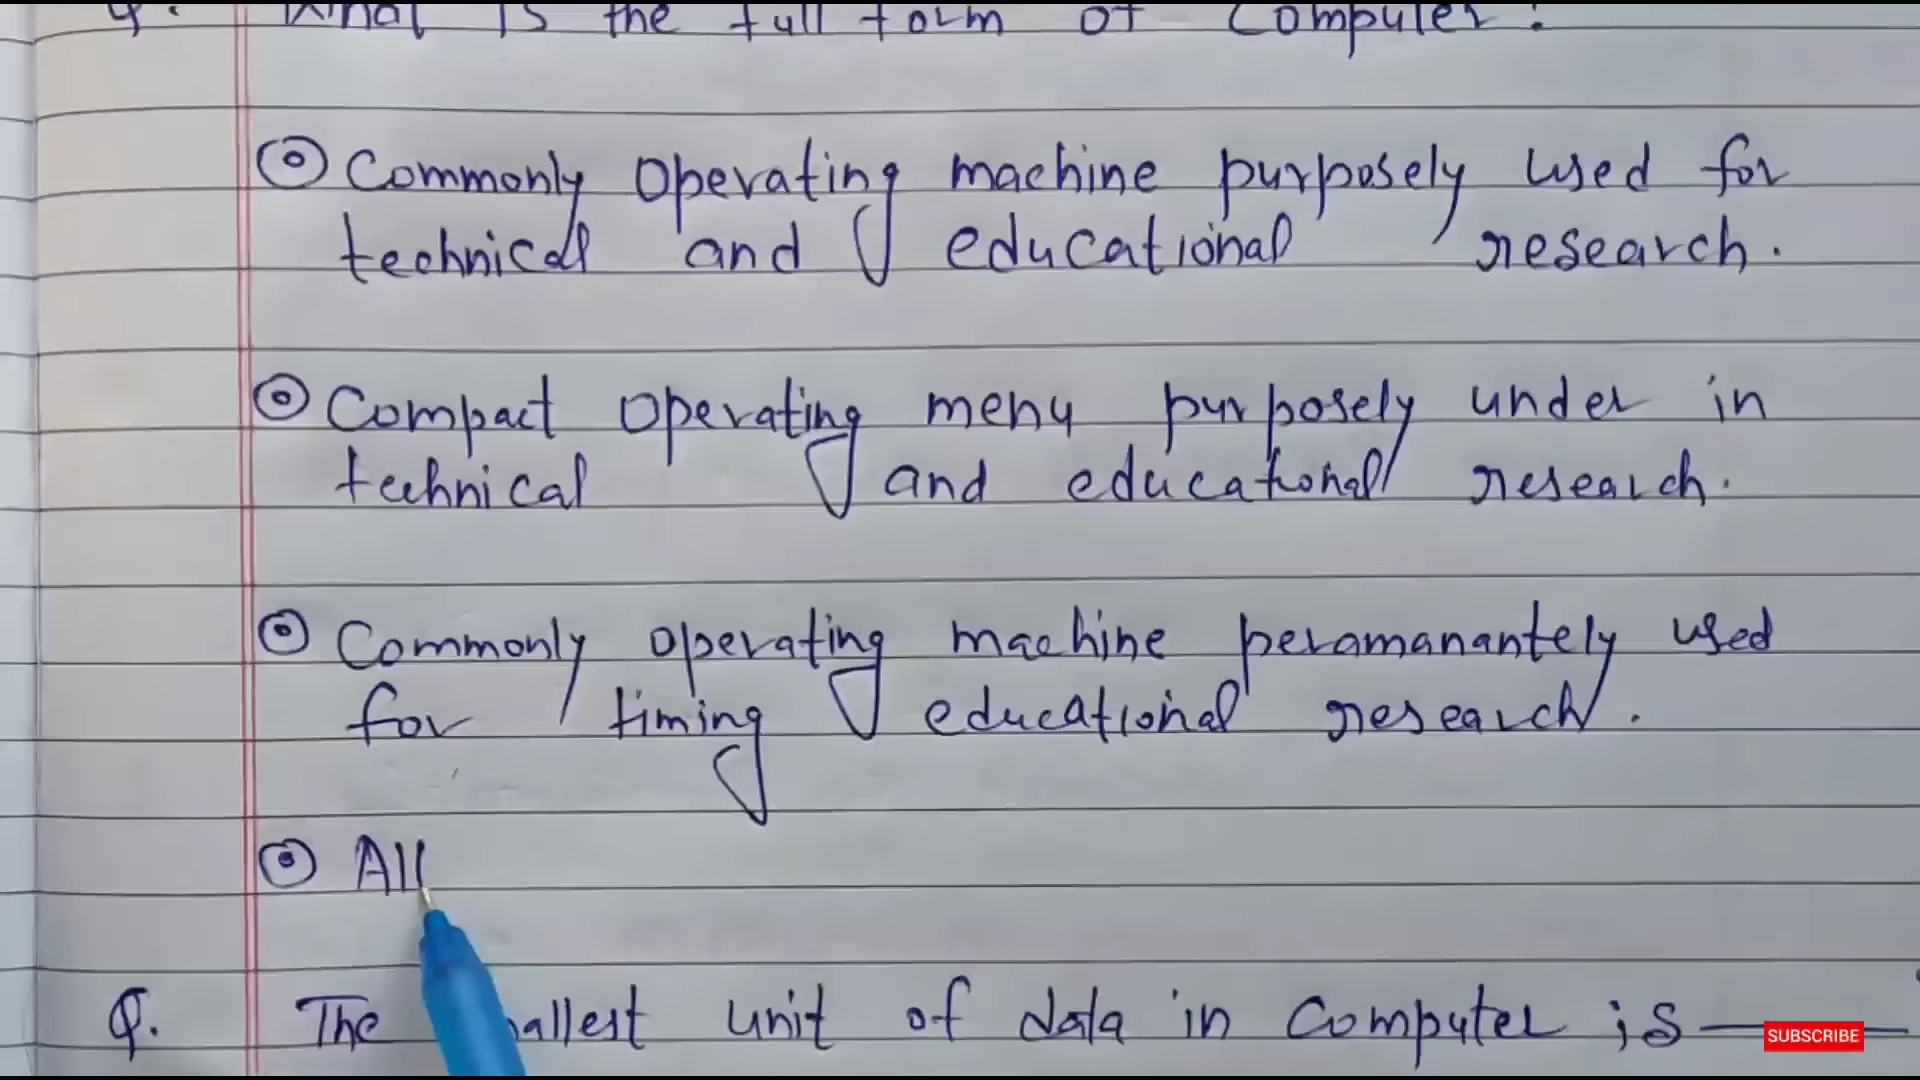 Q. What is the full form of Computer?
Commonly Operating machine purposely used for
technical and educational research.
Compact Operating menu purposely under in
technical and educational research.
Commonly operating machine peramanantely used
for timing educational research.
All
Q. The allest unit of data in Computer is
SUBSCRIBE